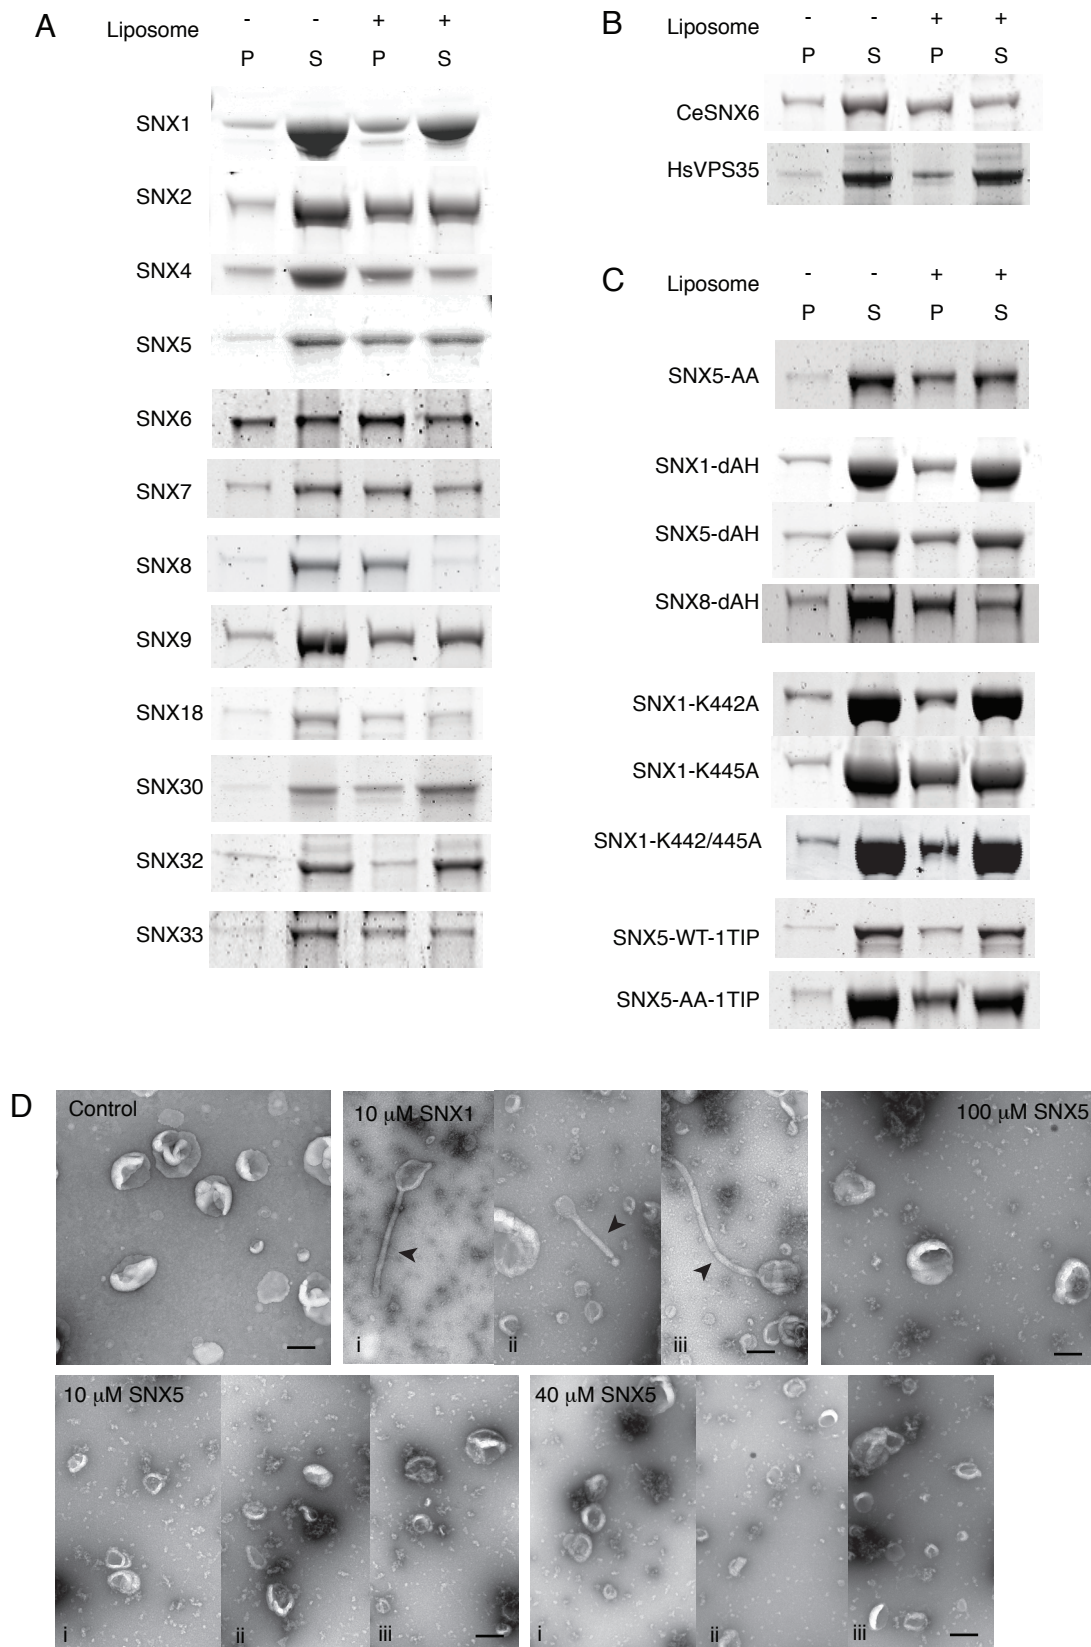 A
Liposome - - + +
P S P S
SNX1
SNX2
SNX4
SNX5
SNX6
SNX7
SNX8
SNX9
SNX18
SNX30
SNX32
SNX33
B
Liposome - - + +
P S P S
CeSNX6
HsVPS35
C
Liposome - - + +
P S P S
SNX5-AA
SNX1-dAH
SNX5-dAH
SNX8-dAH
SNX1-K442A
SNX1-K445A
SNX1-K442/445A
SNX5-WT-1TIP
SNX5-AA-1TIP
D
Control
10 μM SNX1
i ii iii
100 μM SNX5
10 μM SNX5
i ii iii
40 μM SNX5
i ii iii